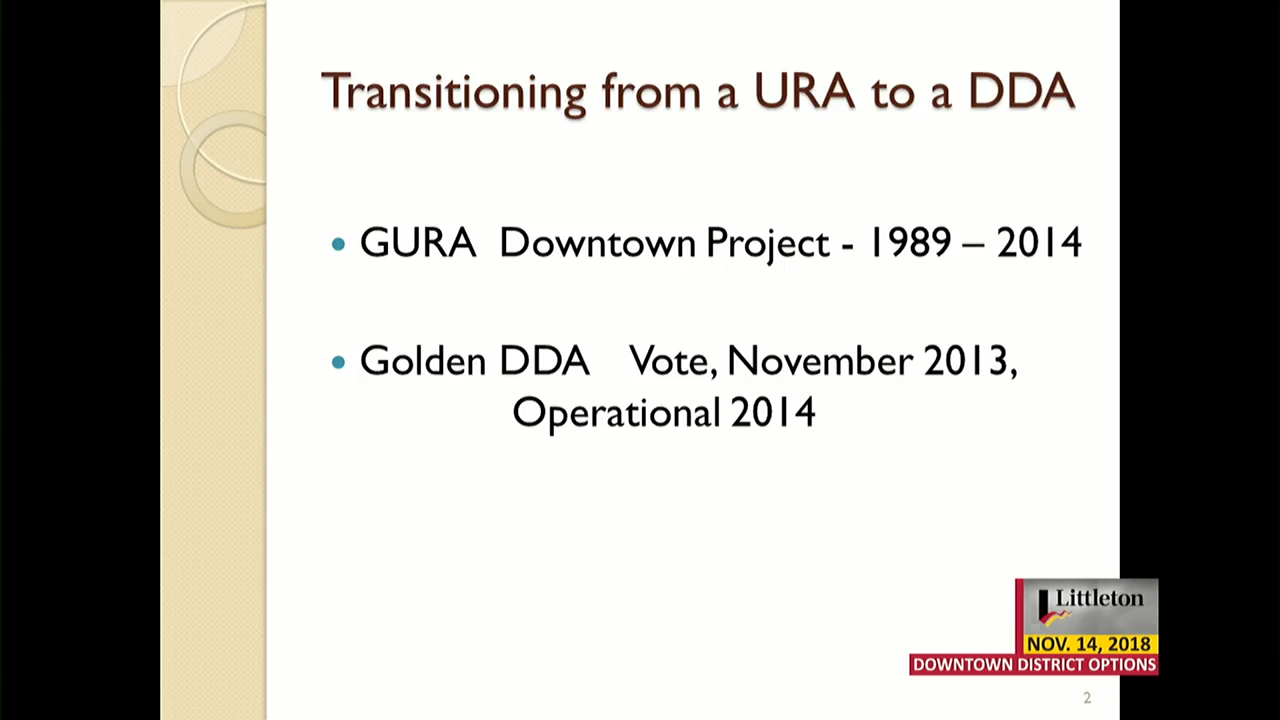 Transitioning from a URA to a DDA
• GURA Downtown Project - 1989 – 2014
• Golden DDA Vote, November 2013,
Operational 2014
Littleton
NOV. 14, 2018
DOWNTOWN DISTRICT OPTIONS
2